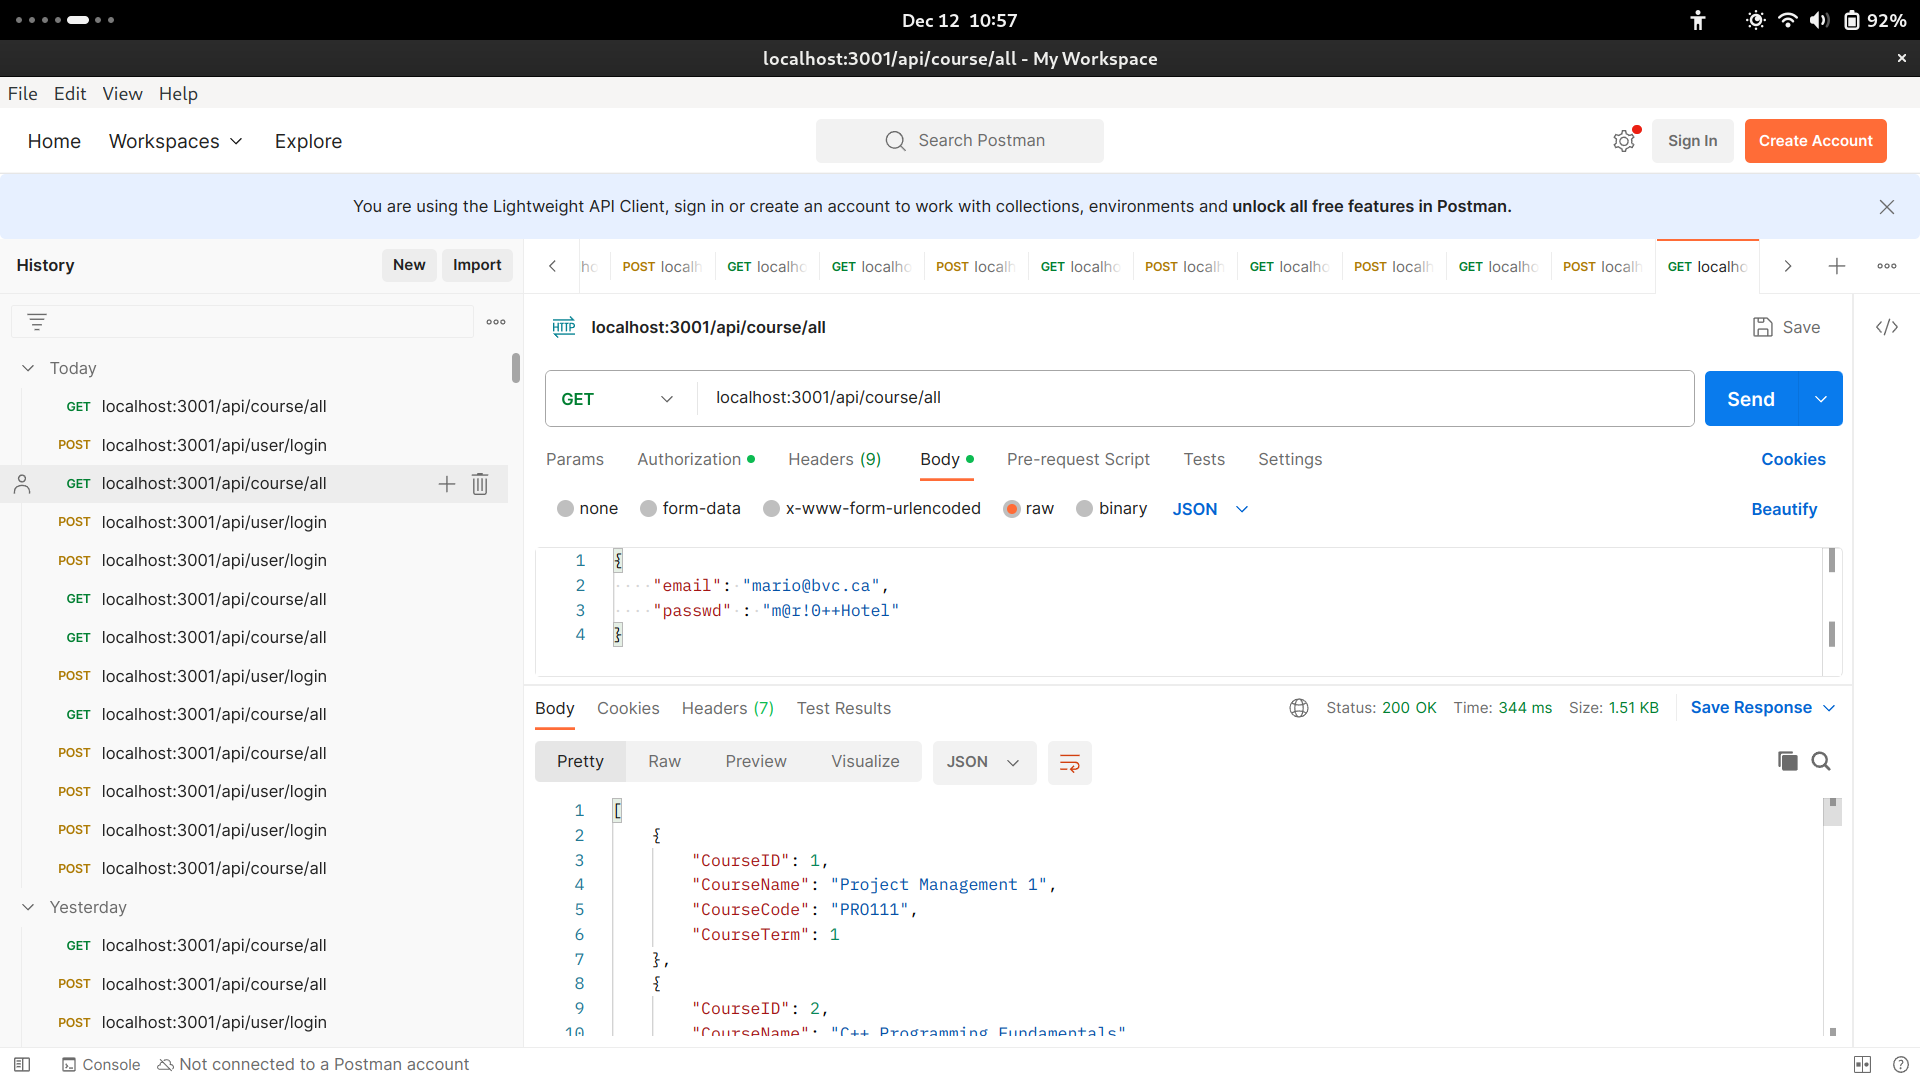 Dec 12 10:57
92%
localhost:3001/api/course/all - My Workspace
File Edit View Help
Home Workspaces Explore
Search Postman
Sign In
Create Account
You are using the Lightweight API Client, sign in or create an account to work with collections, environments and unlock all free features in Postman.
History
New
Import
POST localh GET localho GET localho POST localh GET localho POST localh GET localho POST localh GET localho POST localh GET localho
Today
GET localhost:3001/api/course/all
POST localhost:3001/api/user/login
GET localhost:3001/api/course/all
POST localhost:3001/api/user/login
POST localhost:3001/api/user/login
GET localhost:3001/api/course/all
GET localhost:3001/api/course/all
POST localhost:3001/api/user/login
GET localhost:3001/api/course/all
POST localhost:3001/api/course/all
POST localhost:3001/api/user/login
POST localhost:3001/api/user/login
POST localhost:3001/api/course/all
Yesterday
GET localhost:3001/api/course/all
POST localhost:3001/api/course/all
POST localhost:3001/api/user/login
HTTP localhost:3001/api/course/all
Save
GET localhost:3001/api/course/all
Send
Params Authorization Headers (9) Body Pre-request Script Tests Settings
Cookies
none form-data x-www-form-urlencoded raw binary JSON
Beautify
1 {
2 "email": "mario@bvc.ca",
3 "passwd" : "m@r!0++Hotel"
4 }
Body Cookies Headers (7) Test Results
Status: 200 OK Time: 344 ms Size: 1.51 KB
Save Response
Pretty Raw Preview Visualize JSON
1 [
2 {
3 "CourseID": 1,
4 "CourseName": "Project Management 1",
5 "CourseCode": "PRO111",
6 "CourseTerm": 1
7 },
8 {
9 "CourseID": 2,
10 "CourseName": "C++ Programming Fundamentals"
Console Not connected to a Postman account